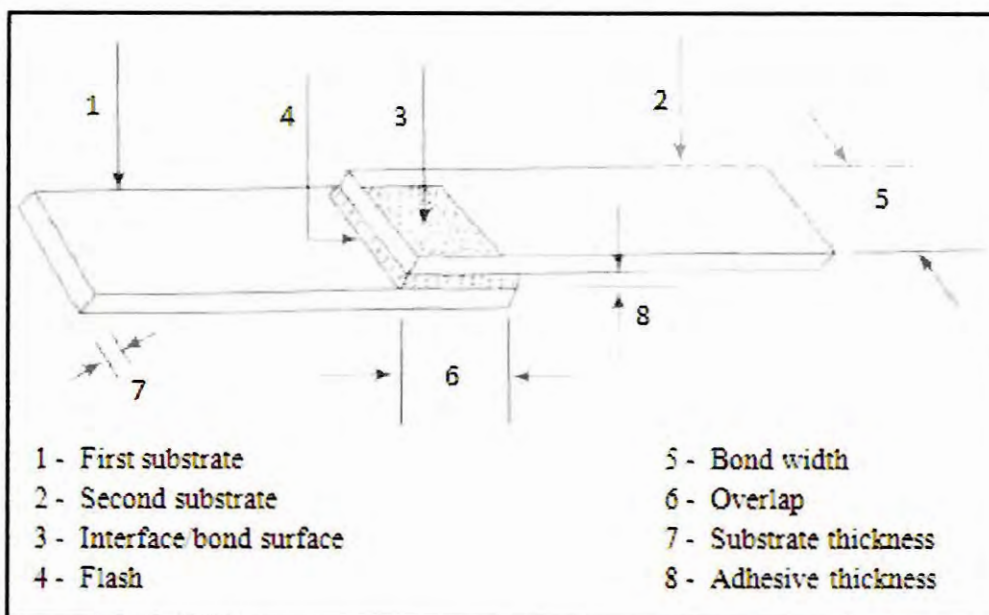 1
4
3
2
5
8
6
7
1 - First substrate
2 - Second substrate
3 - Interface/bond surface
4 - Flash
5 - Bond width
6 - Overlap
7 - Substrate thickness
8 - Adhesive thickness